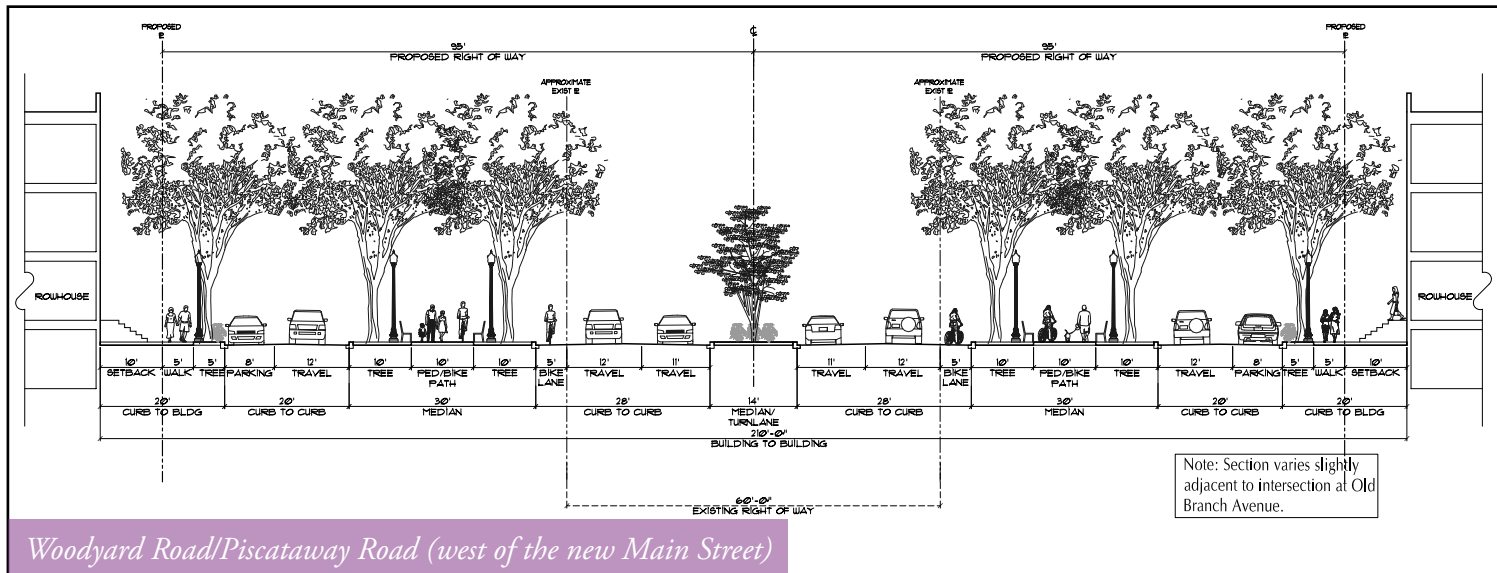 PROPOSED
℄
PROPOSED
95'
PROPOSED RIGHT OF WAY
95'
PROPOSED RIGHT OF WAY
APPROXIMATE
APPROXIMATE
ROWHOUSE
ROWHOUSE
10' 5' 5' 8' 12' 10' 10' 10' 5' 12' 11' 11' 12' 5' 10' 10' 10' 12' 8' 5' 5' 10'
SETBACK WALK TREE PARKING TRAVEL TREE PED/BIKE TREE BIKE TRAVEL TRAVEL TRAVEL TRAVEL BIKE TREE PED/BIKE TREE TRAVEL PARKING TREE WALK SETBACK
PATH LANE LANE PATH
20' 20' 30' 28' 14' 28' 30' 20' 20'
CURB TO BLDG CURB TO CURB MEDIAN CURB TO CURB MEDIAN/ CURB TO CURB MEDIAN CURB TO CURB CURB TO BLDG
TURNLANE
210'-0"
BUILDING TO BUILDING
60'-0"
EXISTING RIGHT OF WAY
Note: Section varies slightly
adjacent to intersection at Old
Branch Avenue.
Woodyard Road/Piscataway Road (west of the new Main Street)